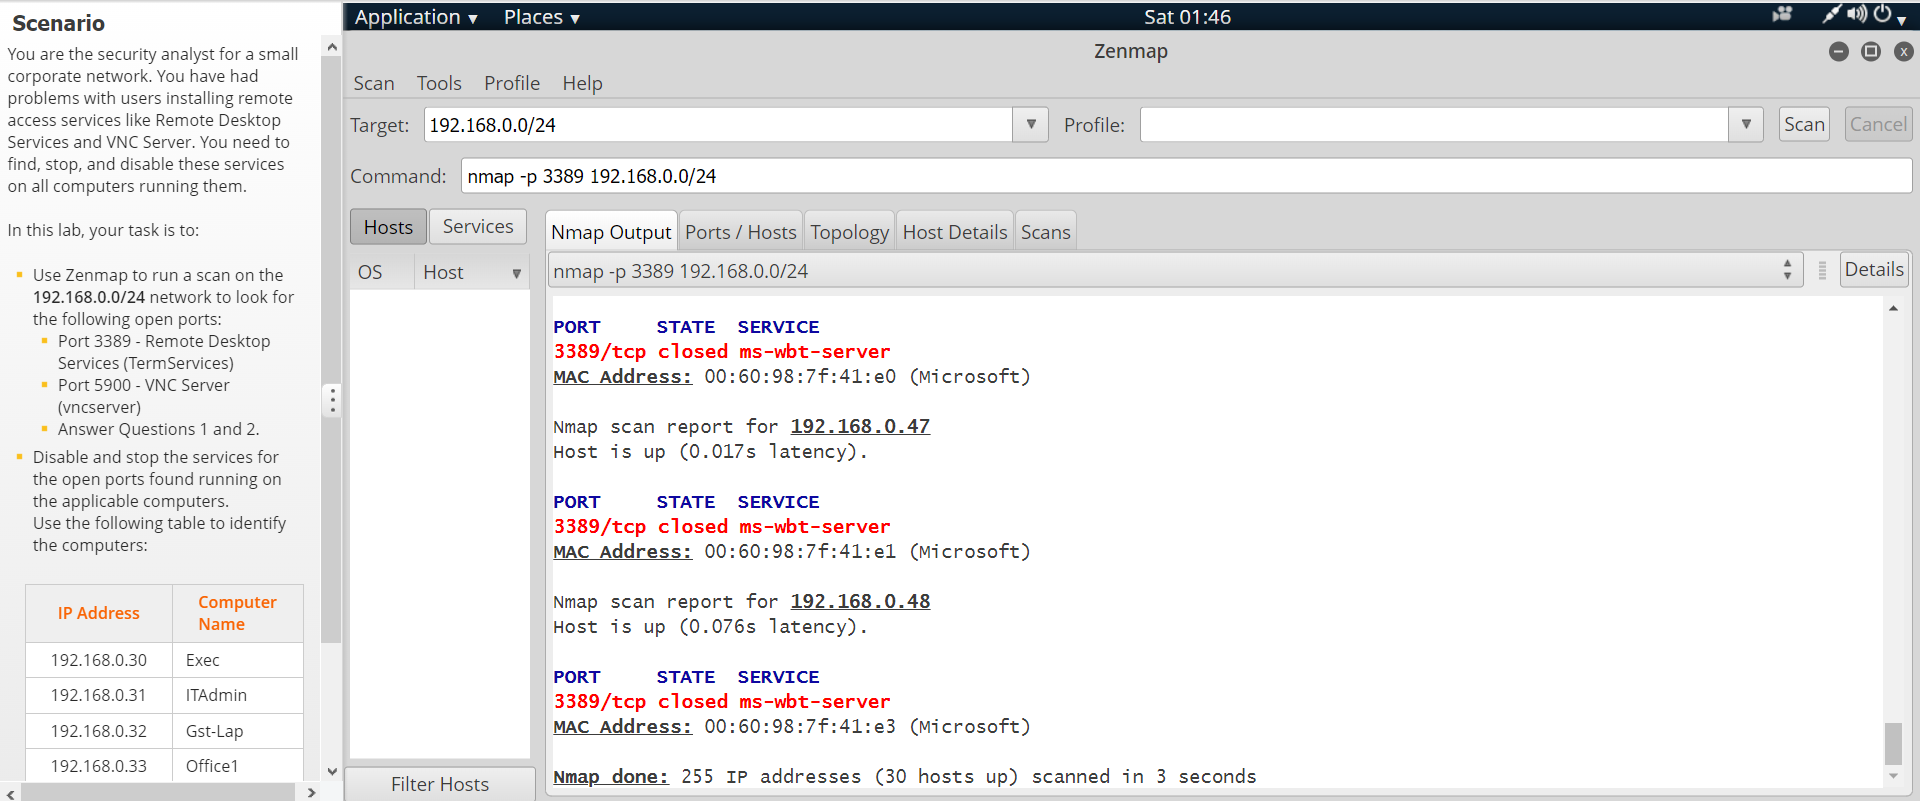 Scenario
You are the security analyst for a small
corporate network. You have had
problems with users installing remote
access services like Remote Desktop
Services and VNC Server. You need to
find, stop, and disable these services
on all computers running them.
In this lab, your task is to:
Use Zenmap to run a scan on the
192.168.0.0/24 network to look for
the following open ports:
Port 3389 - Remote Desktop
Services (TermServices)
Port 5900 - VNC Server
(vncserver)
Answer Questions 1 and 2.
Disable and stop the services for
the open ports found running on
the applicable computers.
Use the following table to identify
the computers:
IP Address Computer Name
192.168.0.30 Exec
192.168.0.31 ITAdmin
192.168.0.32 Gst-Lap
192.168.0.33 Office1
Application Places Sat 01:46
Zenmap
Scan Tools Profile Help
Target: 192.168.0.0/24 Profile: Scan Cancel
Command: nmap -p 3389 192.168.0.0/24
Hosts Services
OS Host
Filter Hosts
Nmap Output Ports / Hosts Topology Host Details Scans
nmap -p 3389 192.168.0.0/24 Details
PORT STATE SERVICE
3389/tcp closed ms-wbt-server
MAC Address: 00:60:98:7f:41:e0 (Microsoft)
Nmap scan report for 192.168.0.47
Host is up (0.017s latency).
PORT STATE SERVICE
3389/tcp closed ms-wbt-server
MAC Address: 00:60:98:7f:41:e1 (Microsoft)
Nmap scan report for 192.168.0.48
Host is up (0.076s latency).
PORT STATE SERVICE
3389/tcp closed ms-wbt-server
MAC Address: 00:60:98:7f:41:e3 (Microsoft)
Nmap done: 255 IP addresses (30 hosts up) scanned in 3 seconds